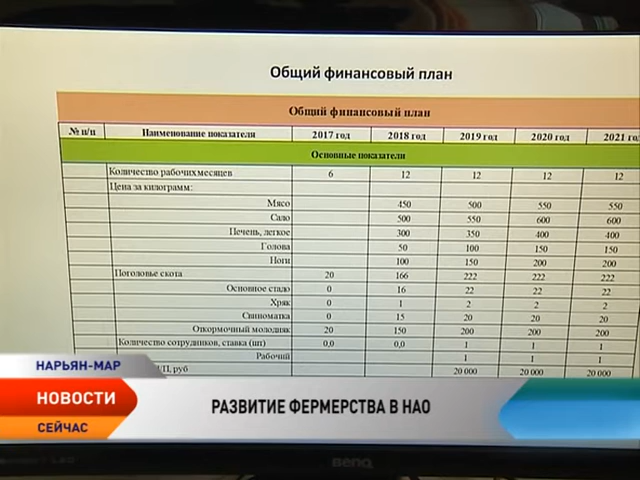 Общий финансовый план
Общий финансовый план
№ п/п Наименование показателя 2017 год 2018 год 2019 год 2020 год 2021 го
Основные показатели
Количество рабочих месяцев 6 12 12 12 12
Цена за килограмм:
Мясо 450 500 550 550
Сало 500 550 600 600
Печень, легкое 300 350 400 400
Голова 50 100 150 150
Ноги 100 150 200 200
Поголовье скота 20 166 222 222 222
Основное стадо 0 16 22 22 22
Хряк 0 1 2 2 2
Свиноматка 0 15 20 20 20
Откормочный молодняк 20 150 200 200 200
Количество сотрудников, ставка (шт) 0,0 0,0 1 1 1
Рабочий 1 1 1
руб 20 000 20 000 20 000
НАРЬЯН-МАР
НОВОСТИ
СЕЙЧАС
РАЗВИТИЕ ФЕРМЕРСТВА В НАО
BenQ